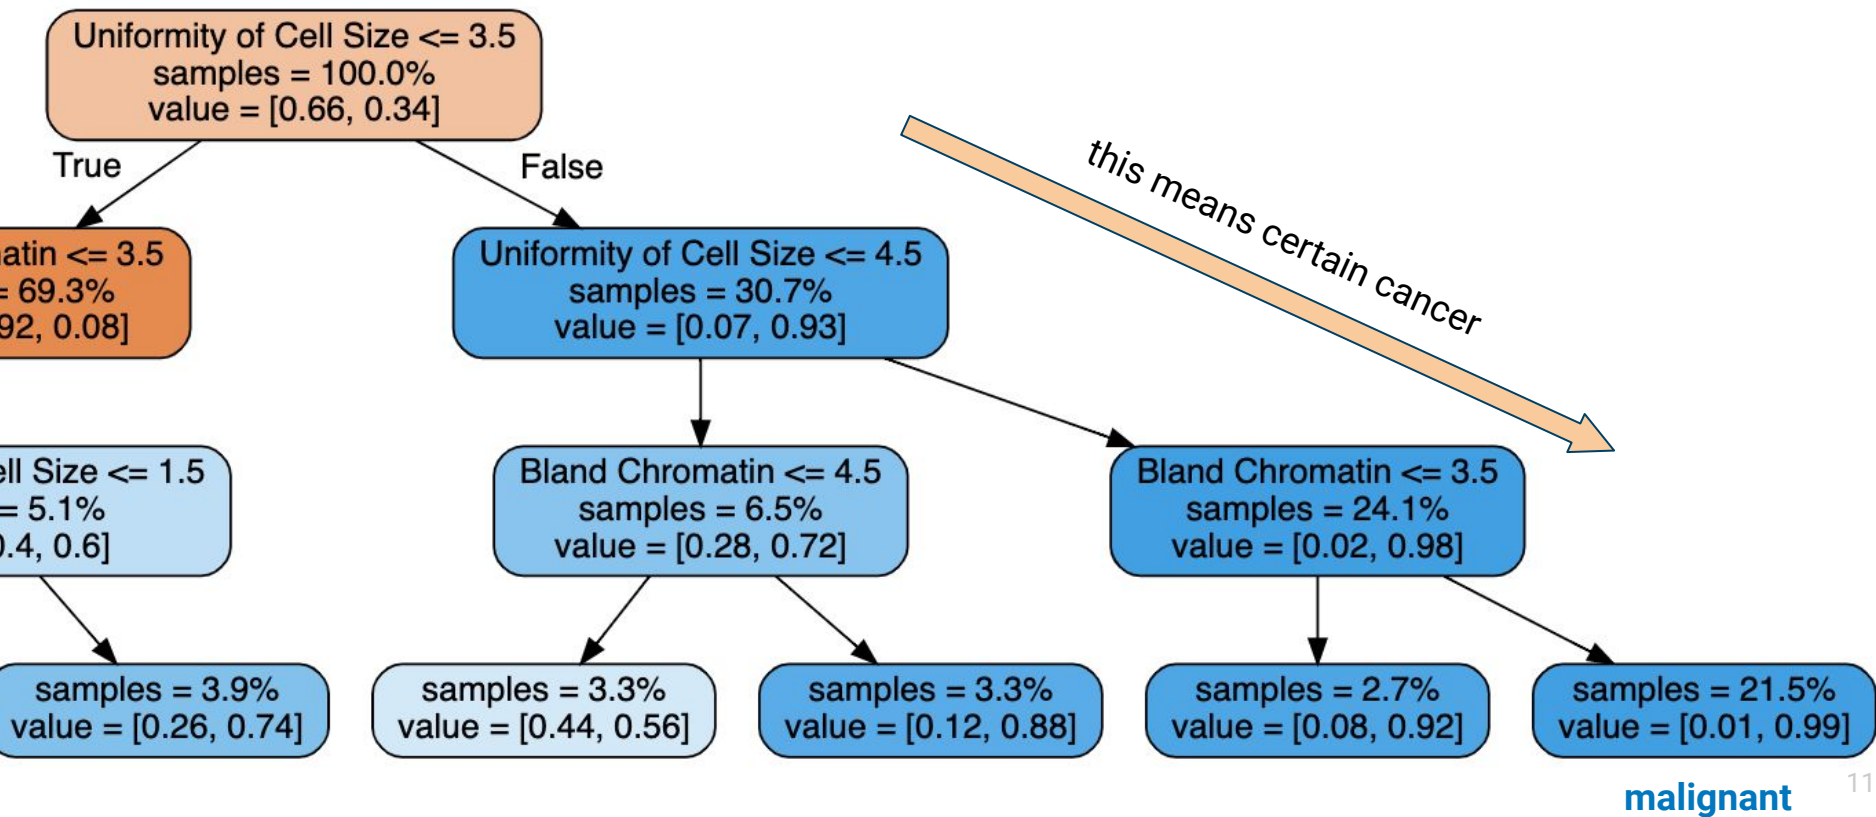 Uniformity of Cell Size <= 3.5
samples = 100.0%
value = [0.66, 0.34]
True
False
this means certain cancer
<= 3.5
= 69.3%
0.08]
Uniformity of Cell Size <= 4.5
samples = 30.7%
value = [0.07, 0.93]
Size <= 1.5
= 5.1%
0.6]
Bland Chromatin <= 4.5
samples = 6.5%
value = [0.28, 0.72]
Bland Chromatin <= 3.5
samples = 24.1%
value = [0.02, 0.98]
samples = 3.9%
value = [0.26, 0.74]
samples = 3.3%
value = [0.44, 0.56]
samples = 3.3%
value = [0.12, 0.88]
samples = 2.7%
value = [0.08, 0.92]
samples = 21.5%
value = [0.01, 0.99]
malignant
11